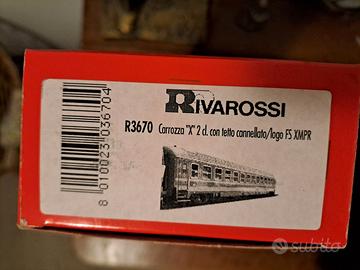 RIVAROSSI
R3670 Carrozza "X" 2 cl. con tetto cannellato/logo FS XMPR
8 010023 036704
subito